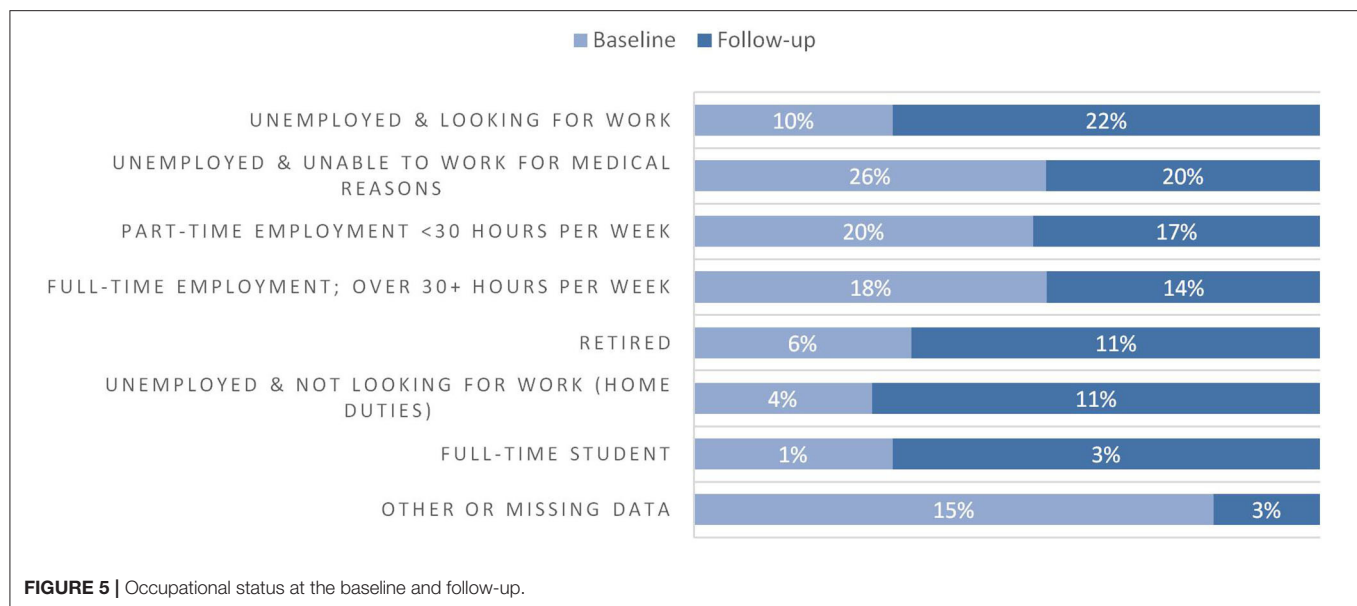 Baseline Follow-up
UNEMPLOYED & LOOKING FOR WORK 10% 22%
UNEMPLOYED & UNABLE TO WORK FOR MEDICAL
REASONS 26% 20%
PART-TIME EMPLOYMENT <30 HOURS PER WEEK 20% 17%
FULL-TIME EMPLOYMENT; OVER 30+ HOURS PER WEEK 18% 14%
RETIRED 6% 11%
UNEMPLOYED & NOT LOOKING FOR WORK (HOME
DUTIES) 4% 11%
FULL-TIME STUDENT 1% 3%
OTHER OR MISSING DATA 15% 3%
FIGURE 5 | Occupational status at the baseline and follow-up.